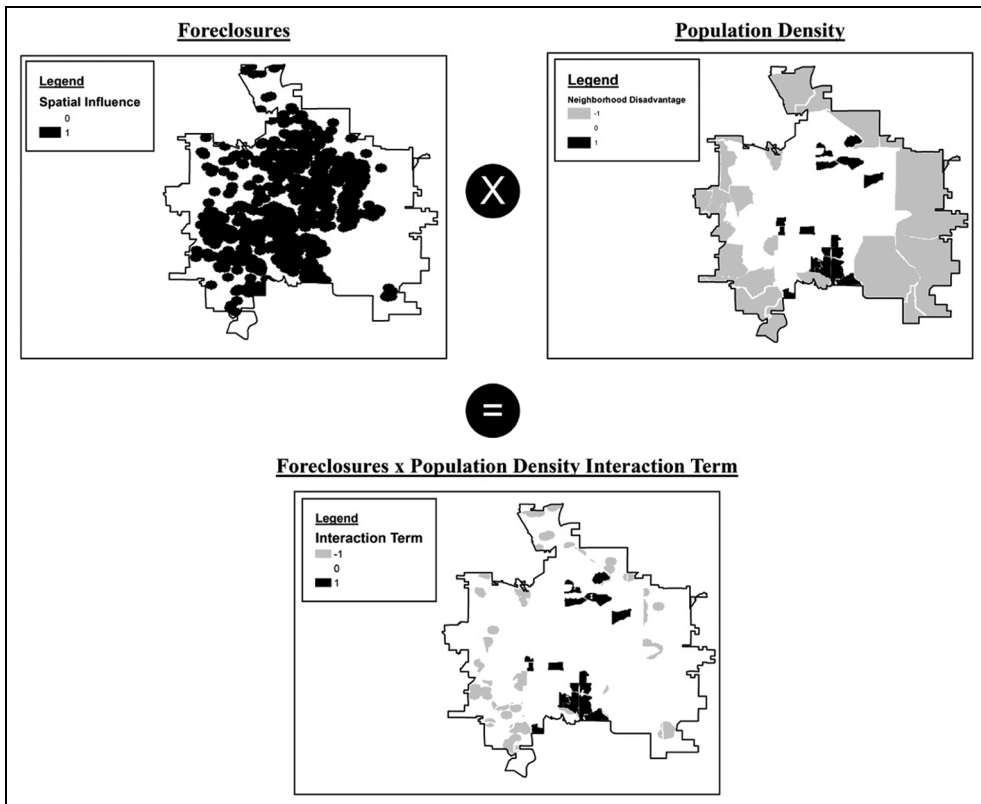 Foreclosures
Legend
Spatial Influence
0
1
X
Population Density
Legend
Neighborhood Disadvantage
-1
0
1
=
Foreclosures x Population Density Interaction Term
Legend
Interaction Term
-1
0
1